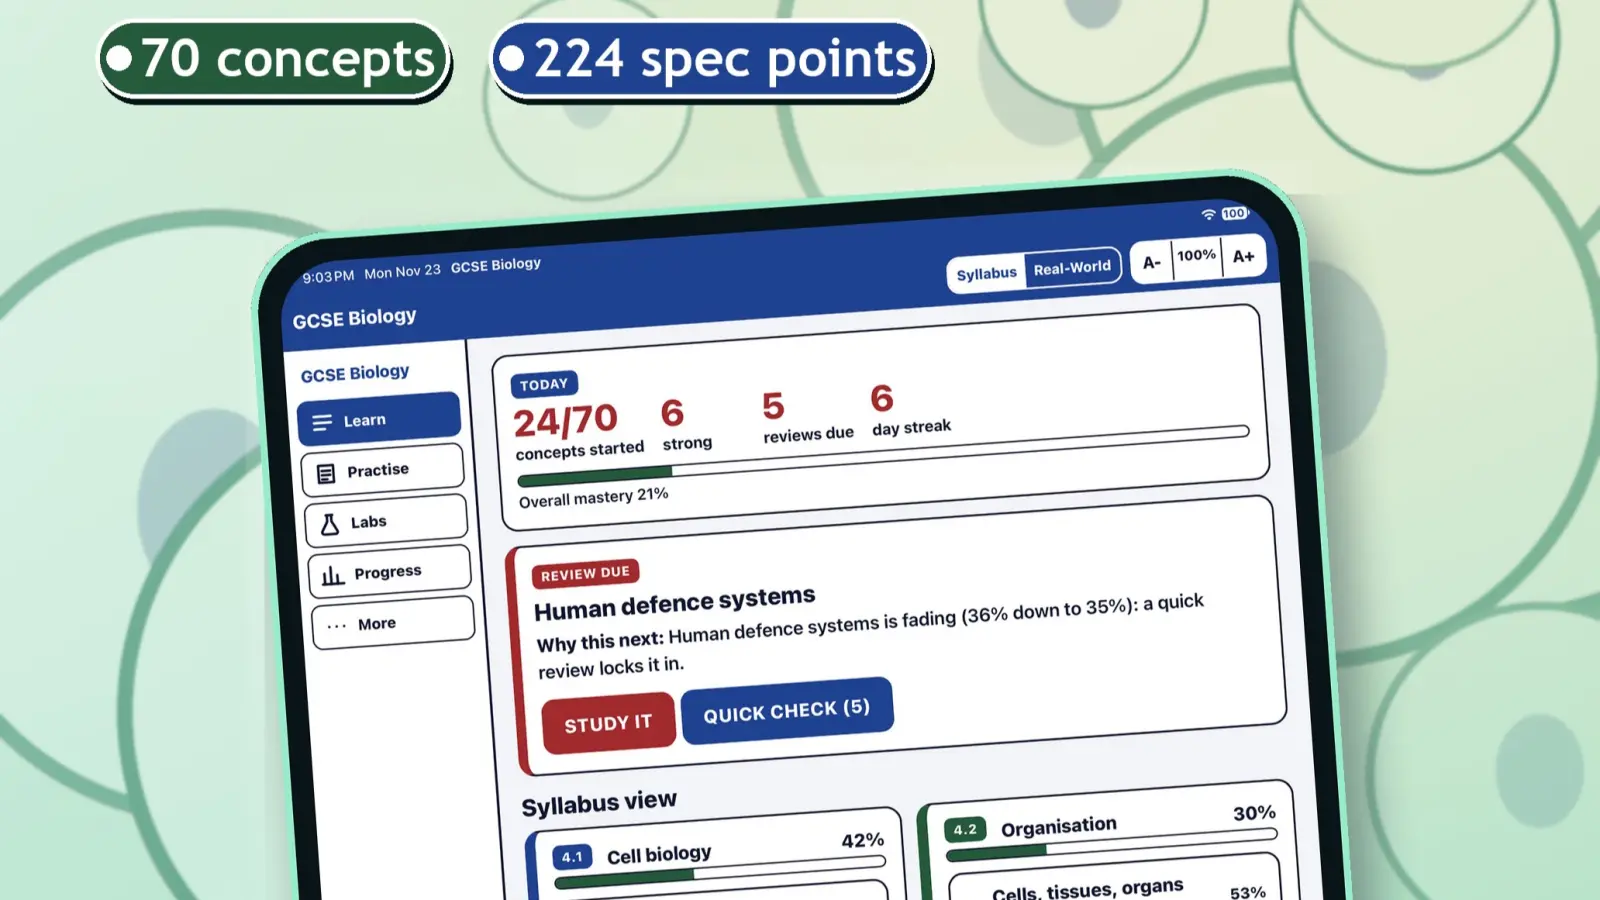 70 concepts
224 spec points
9:03 PM Mon Nov 23 GCSE Biology
100
GCSE Biology
Syllabus Real-World
A- 100% A+
GCSE Biology
Learn
Practise
Labs
Progress
More
TODAY
24/70 6 5 6
concepts started strong reviews due day streak
Overall mastery 21%
REVIEW DUE
Human defence systems
Why this next: Human defence systems is fading (36% down to 35%): a quick
review locks it in.
STUDY IT QUICK CHECK (5)
Syllabus view
4.1 Cell biology 42%
4.2 Organisation 30%
Cells, tissues, organs 53%